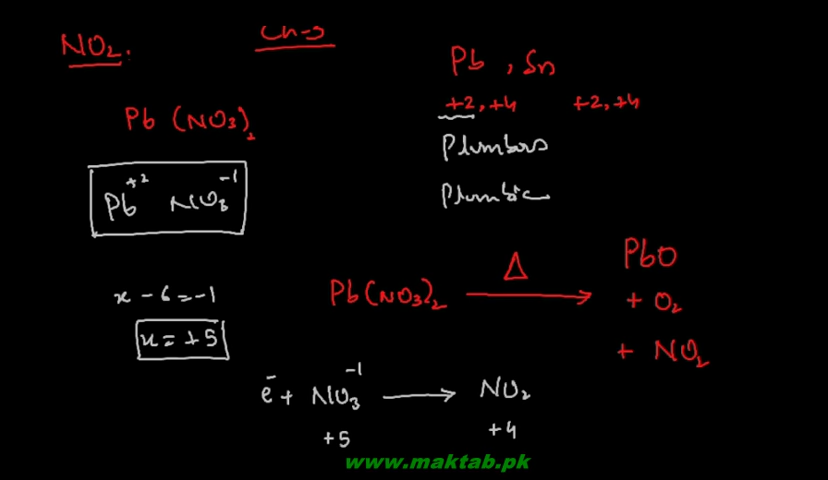 NO₂.
Ch-3
Pb , Sn
+2, +4 +2, +4
Pb (NO₃)₂
Plumbous
Plumbic
Pb⁺² NO₃⁻¹
x - 6 = -1
x = +5
Pb(NO₃)₂ Δ → PbO
+ O₂
+ NO₂
e⁻ + NO₃⁻¹ → NO₂
+5 +4
www.maktab.pk